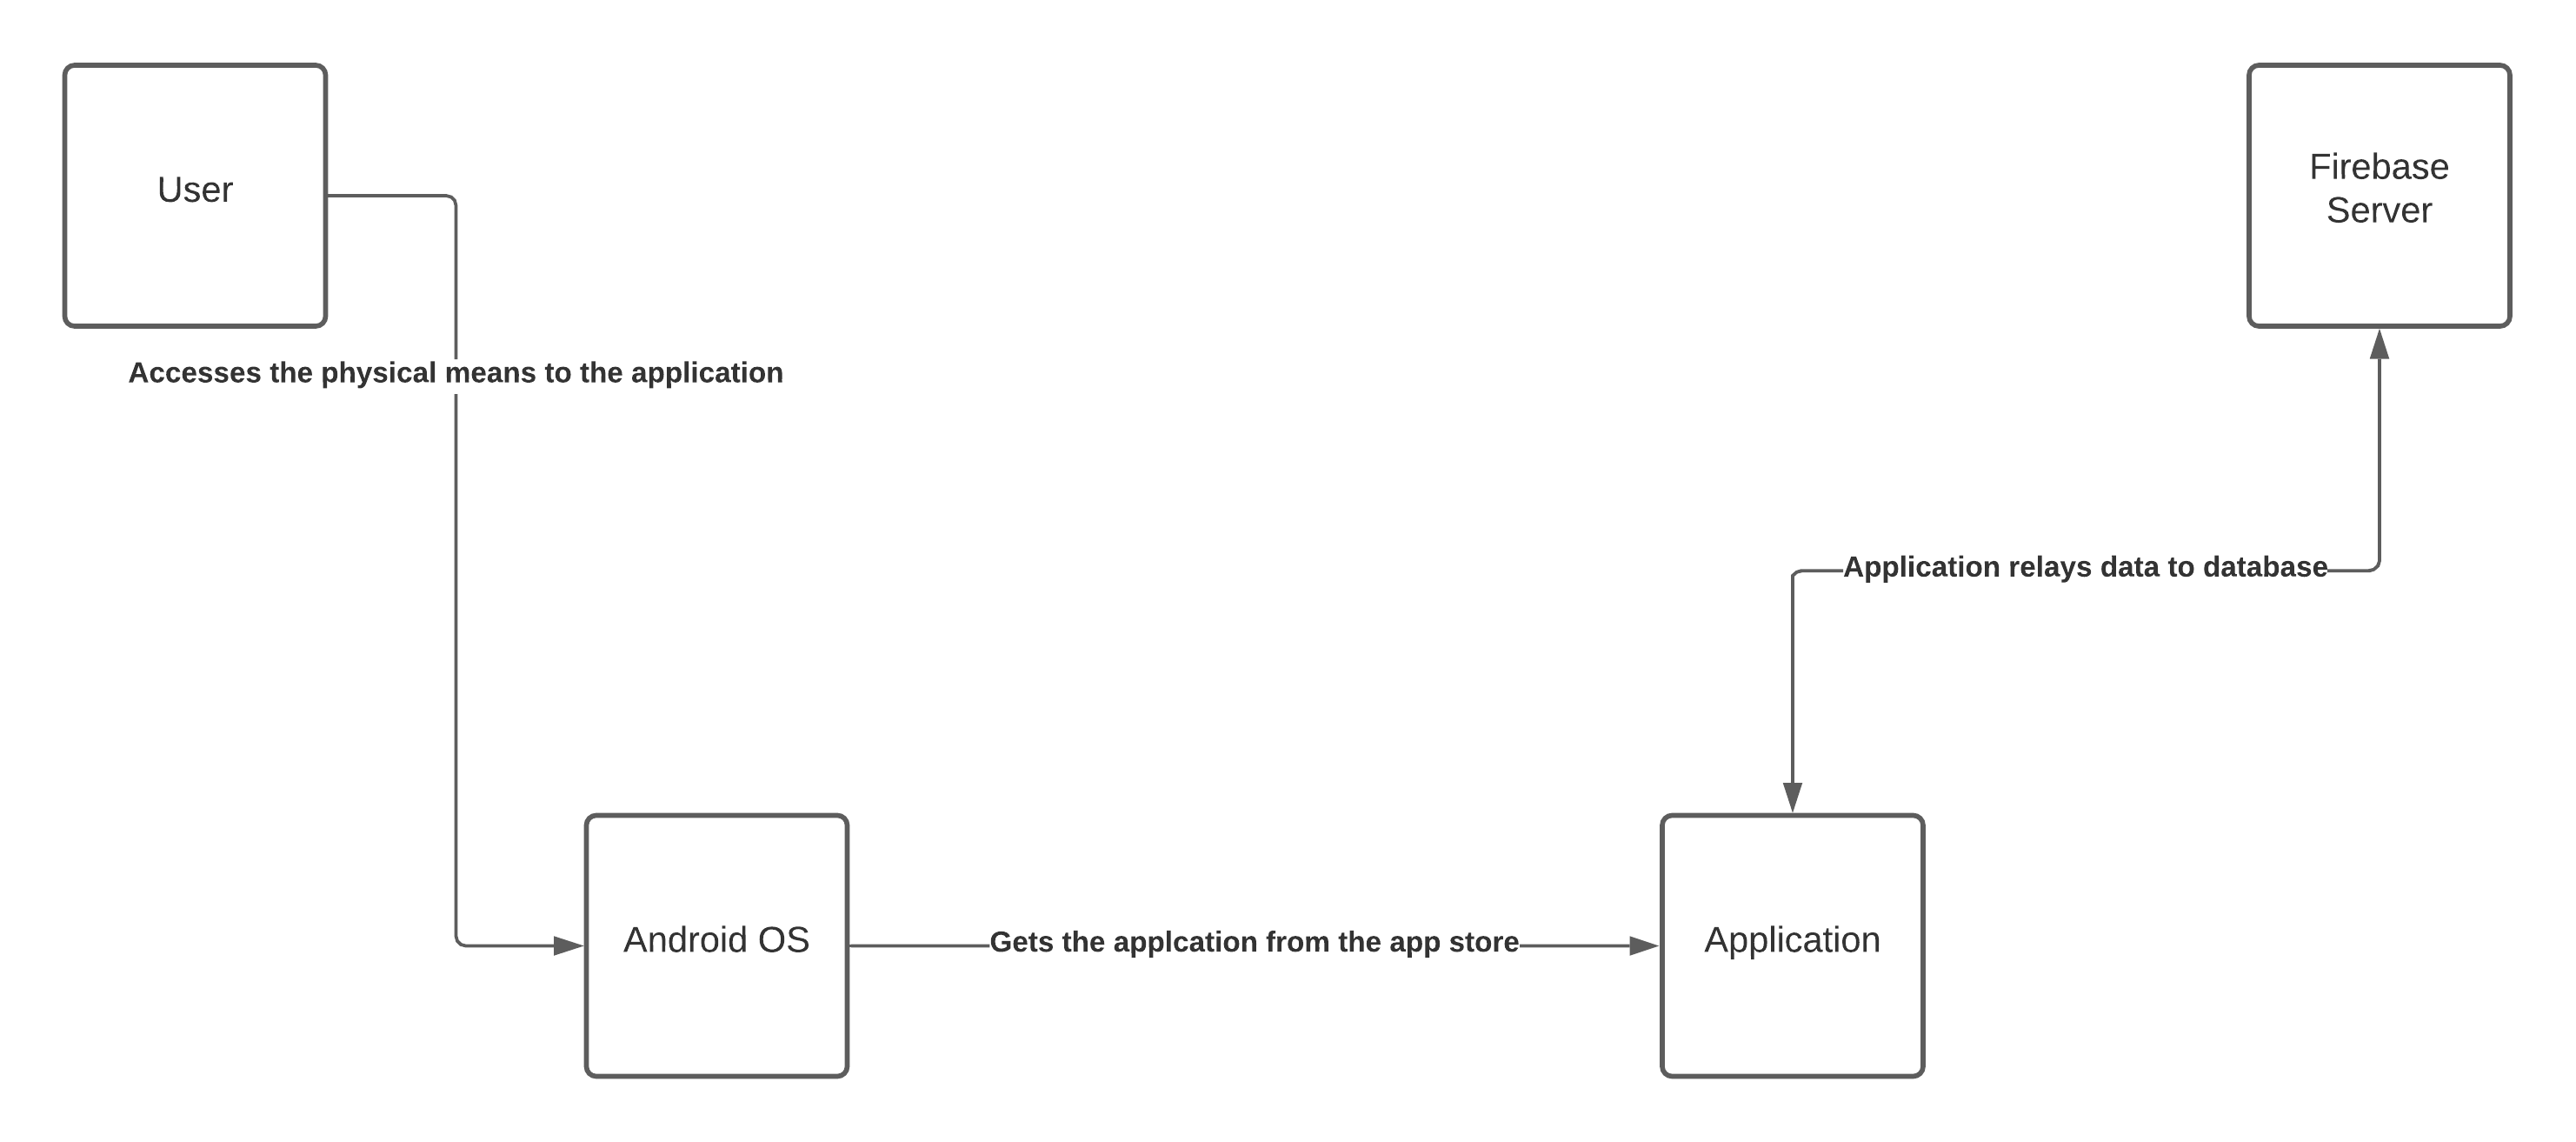 User
Firebase
Server
Accesses the physical means to the application
Application relays data to database
Android OS
Gets the applcation from the app store
Application